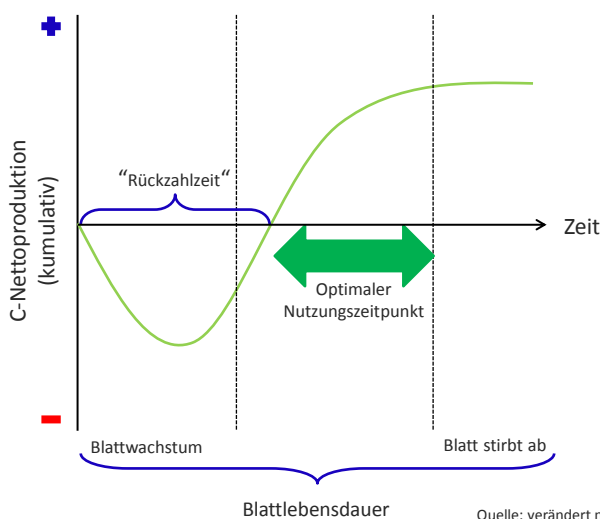 +
C-Nettoproduktion
(kumulativ)
“Rückzahlzeit“
Zeit
Optimaler
Nutzungszeitpunkt
-
Blattwachstum
Blatt stirbt ab
Blattlebensdauer
Quelle: verändert n